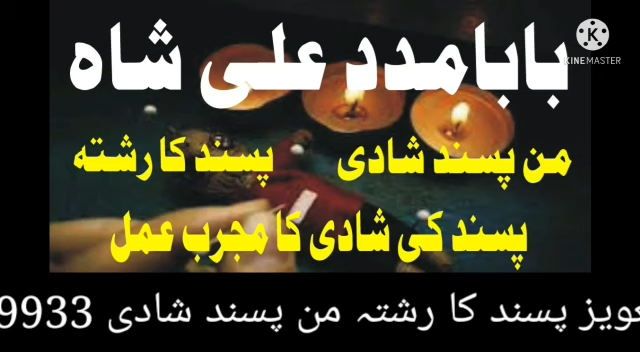 بابا مدد علی شاہ
KINEMASTER
من پسند شادی پسند کا رشتہ
پسند کی شادی کا مجرب عمل
عویز پسند کا رشتہ من پسند شادی 9933